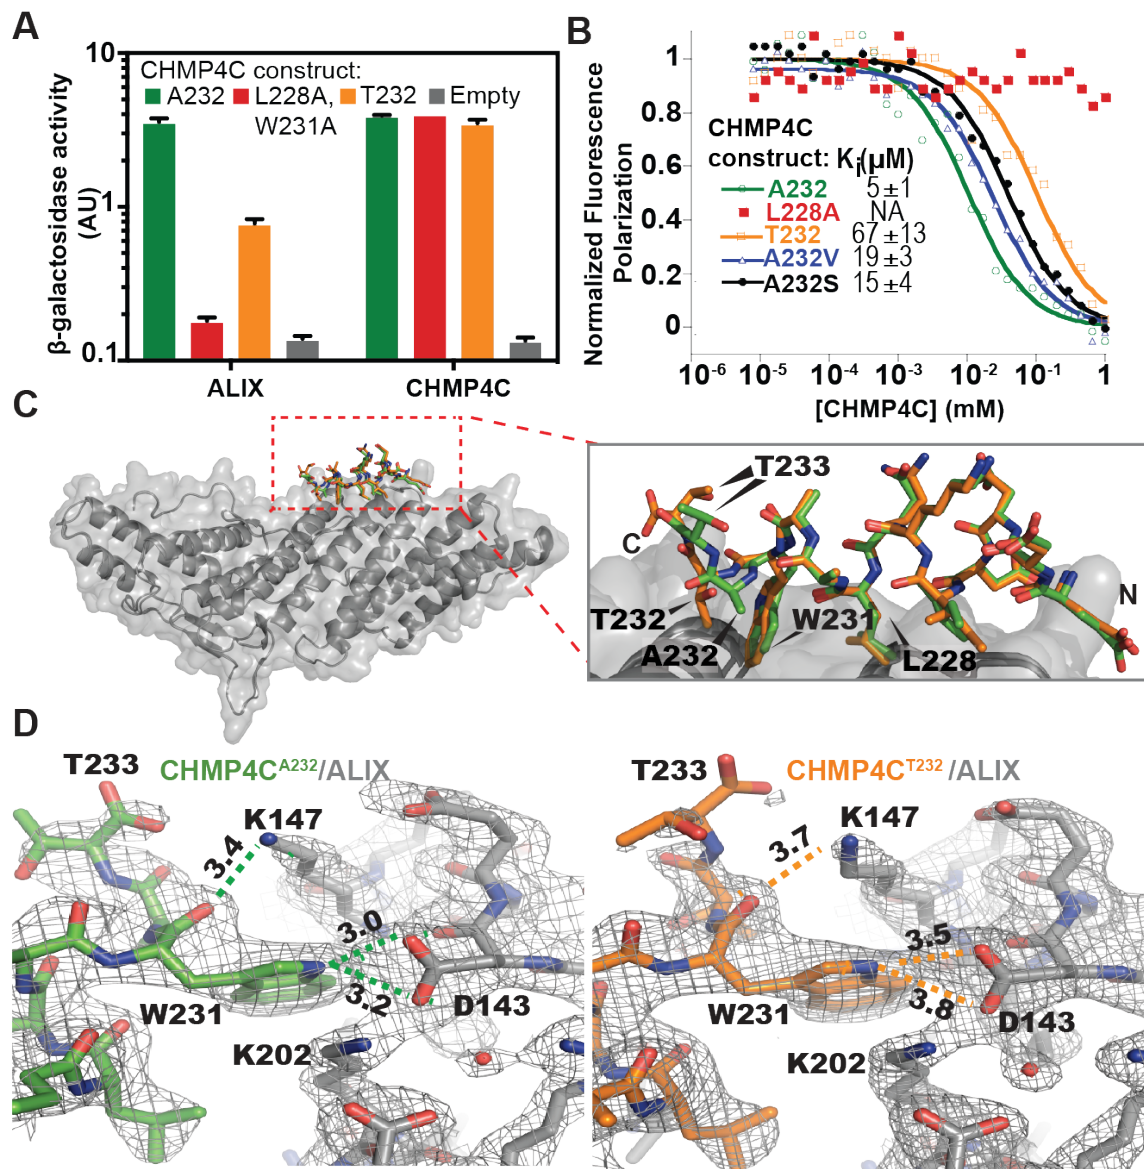 A
10
1
0.1
β-galactosidase activity
(AU)
CHMP4C construct:
A232 L228A, T232 Empty
W231A
ALIX CHMP4C
B
1
0.8
0.6
0.4
0.2
0
Normalized Fluorescence
Polarization
CHMP4C
construct: Ki(μM)
A232 5±1
L228A NA
T232 67±13
A232V 19±3
A232S 15±4
10-6 10-5 10-4 10-3 10-2 10-1 1
[CHMP4C] (mM)
C
T233
C
N
T232
W231
A232
L228
D
T233
CHMP4CA232/ALIX
K147
3.4
3.0
3.2
W231
D143
K202
T233
CHMP4CT232 /ALIX
K147
3.7
3.5
3.8
W231
D143
K202